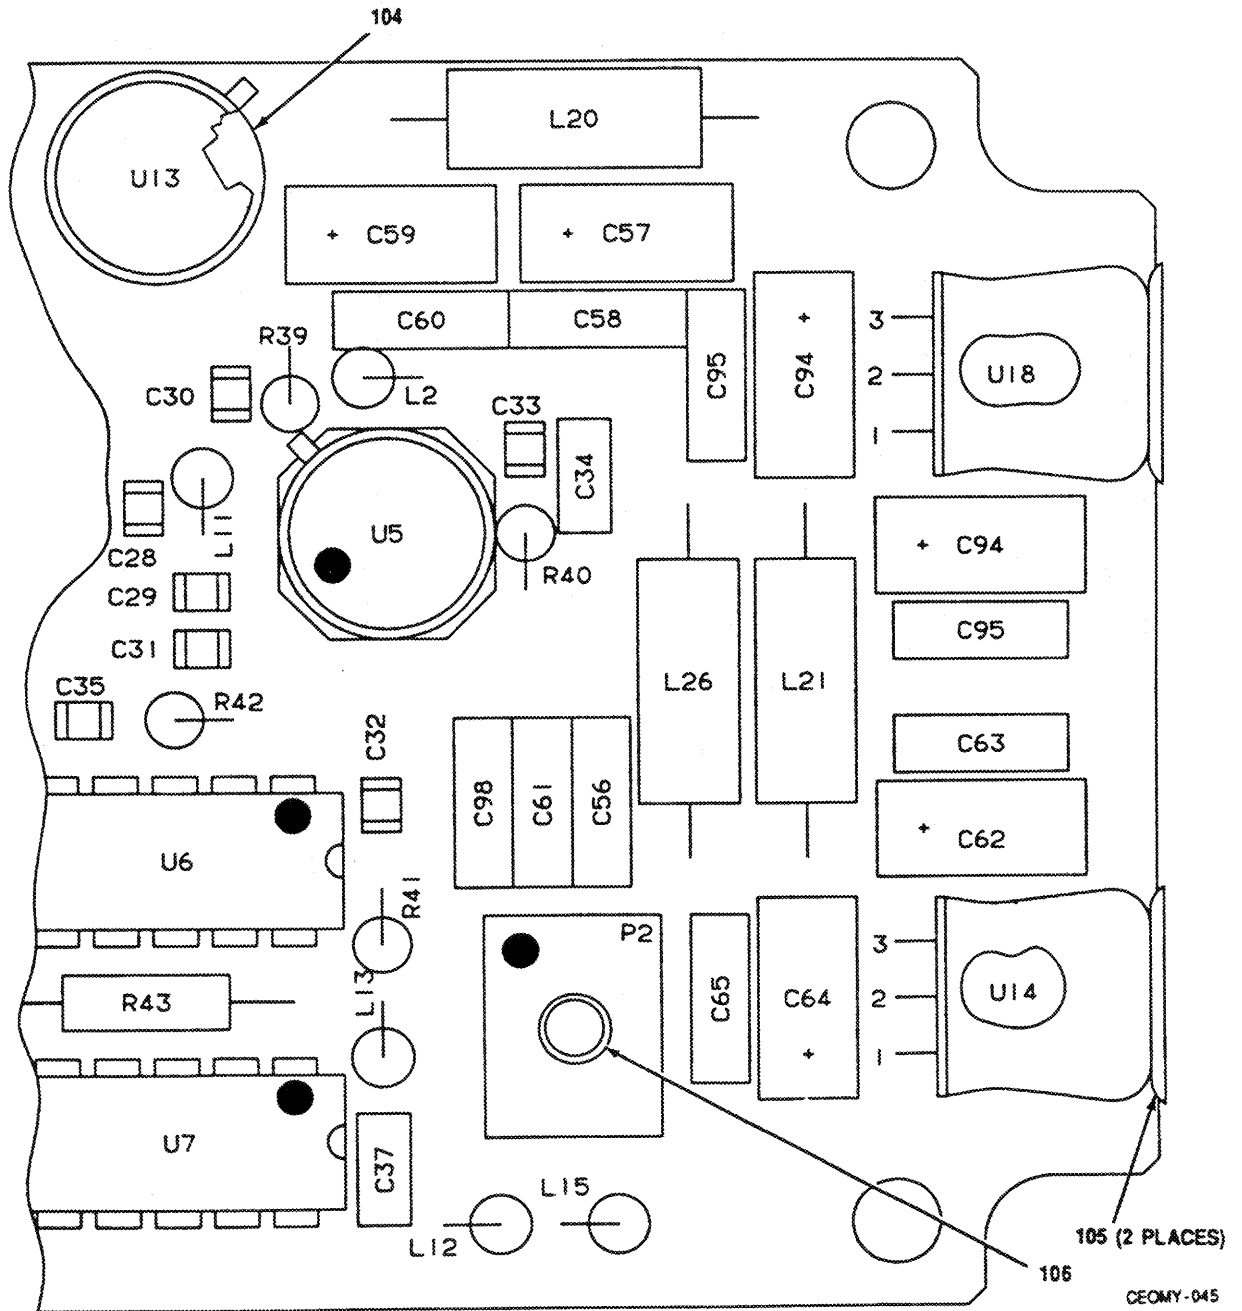 104
L20
U13
+ C59
+ C57
C60
C58
R39
C95
+
C94
3
2
1
U18
C30
L2
C33
C34
L11
U5
C28
R40
+ C94
C29
C95
C31
L26
L21
C35
R42
C32
C63
C98
C61
C56
+ C62
U6
R41
P2
3
2
1
U14
L13
C65
C64
+
R43
U7
C37
L15
L12
105 (2 PLACES)
106
CEOMY-045